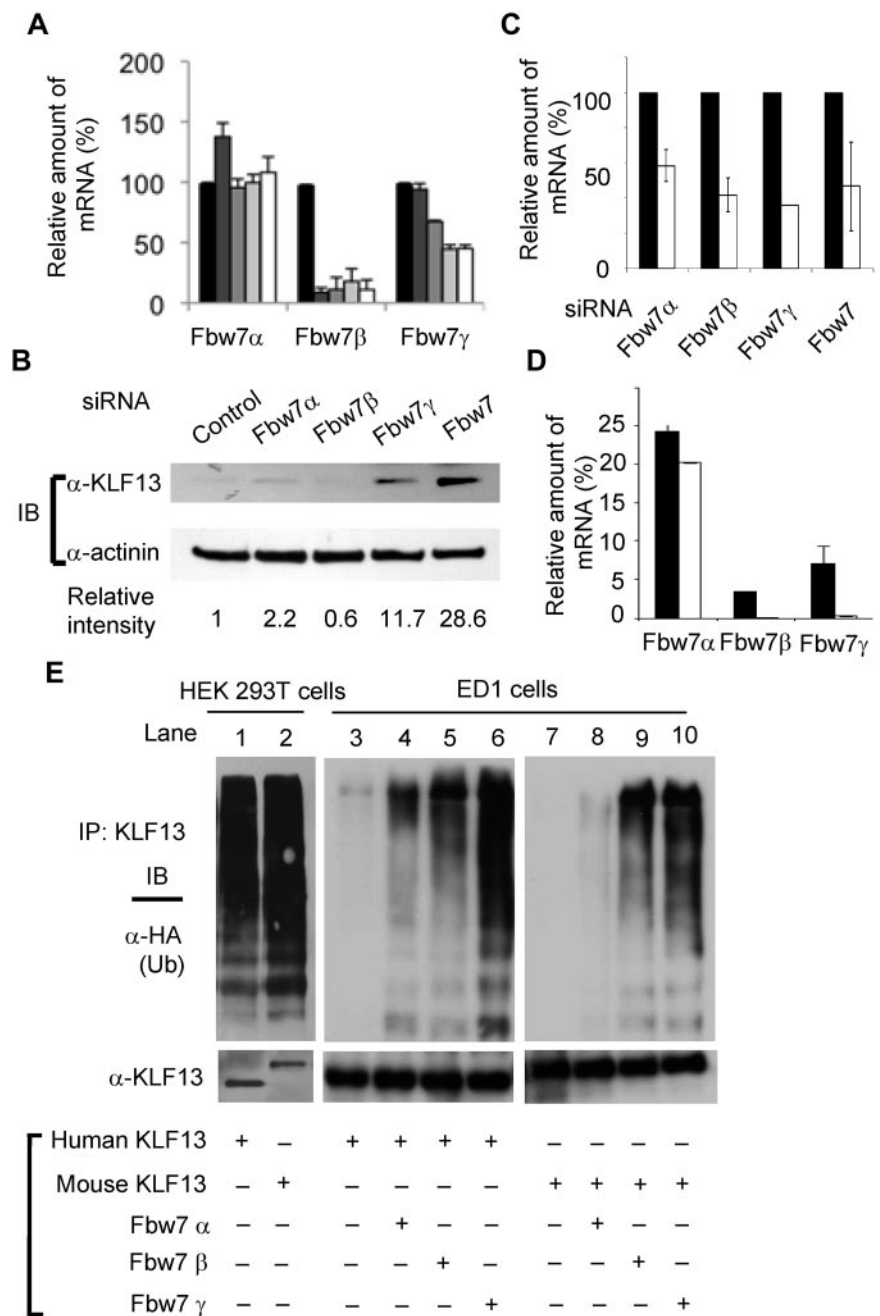 A
Relative amount of
mRNA (%)
200
150
100
50
0
Fbw7α Fbw7β Fbw7γ
C
Relative amount of
mRNA (%)
100
50
0
siRNA
Fbw7α Fbw7β Fbw7γ Fbw7
B
siRNA
Control Fbw7α Fbw7β Fbw7γ Fbw7
IB
α-KLF13
α-actinin
Relative
intensity
1 2.2 0.6 11.7 28.6
D
Relative amount of
mRNA (%)
25
20
15
10
5
0
Fbw7α Fbw7β Fbw7γ
E
HEK 293T cells ED1 cells
Lane 1 2 3 4 5 6 7 8 9 10
IP: KLF13
IB
α-HA
(Ub)
α-KLF13
Human KLF13 + – + + + + – – – –
Mouse KLF13 – + – – – – + + + +
Fbw7 α – – – + – – – + – –
Fbw7 β – – – – + – – – + –
Fbw7 γ – – – – – + – – – +